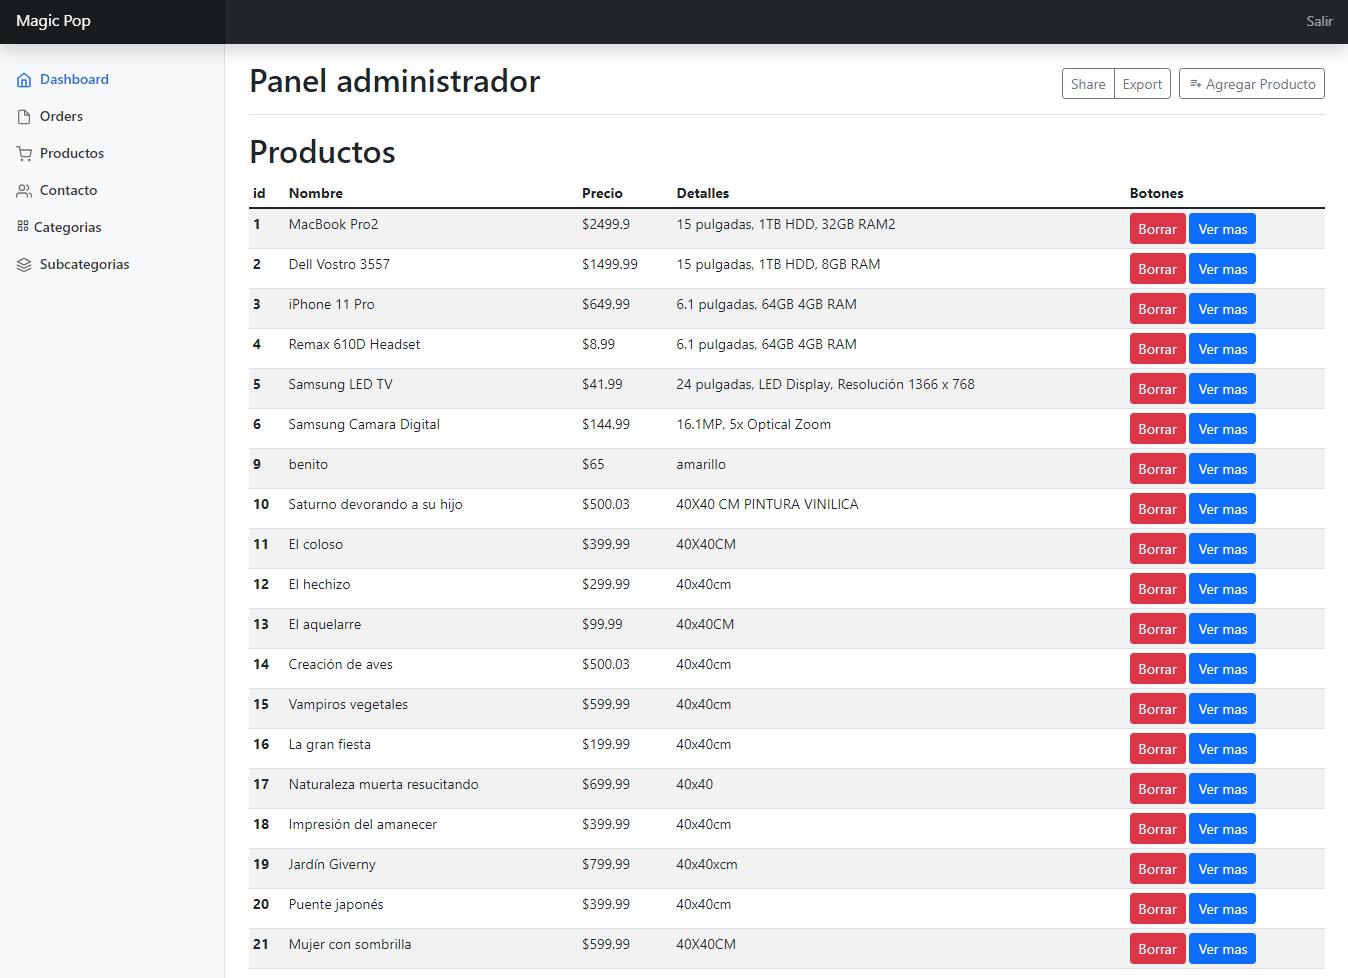 Magic Pop
Salir
Dashboard
Orders
Productos
Contacto
Categorias
Subcategorias
Panel administrador
Share Export Agregar Producto
Productos
id Nombre Precio Detalles Botones
1 MacBook Pro2 $2499.9 15 pulgadas, 1TB HDD, 32GB RAM2 Borrar Ver mas
2 Dell Vostro 3557 $1499.99 15 pulgadas, 1TB HDD, 8GB RAM Borrar Ver mas
3 iPhone 11 Pro $649.99 6.1 pulgadas, 64GB 4GB RAM Borrar Ver mas
4 Remax 610D Headset $8.99 6.1 pulgadas, 64GB 4GB RAM Borrar Ver mas
5 Samsung LED TV $41.99 24 pulgadas, LED Display, Resolución 1366 x 768 Borrar Ver mas
6 Samsung Camara Digital $144.99 16.1MP, 5x Optical Zoom Borrar Ver mas
9 benito $65 amarillo Borrar Ver mas
10 Saturno devorando a su hijo $500.03 40X40 CM PINTURA VINILICA Borrar Ver mas
11 El coloso $399.99 40X40CM Borrar Ver mas
12 El hechizo $299.99 40x40cm Borrar Ver mas
13 El aquelarre $99.99 40x40CM Borrar Ver mas
14 Creación de aves $500.03 40x40cm Borrar Ver mas
15 Vampiros vegetales $599.99 40x40cm Borrar Ver mas
16 La gran fiesta $199.99 40x40cm Borrar Ver mas
17 Naturaleza muerta resucitando $699.99 40x40 Borrar Ver mas
18 Impresión del amanecer $399.99 40x40cm Borrar Ver mas
19 Jardín Giverny $799.99 40x40xcm Borrar Ver mas
20 Puente japonés $399.99 40x40cm Borrar Ver mas
21 Mujer con sombrilla $599.99 40X40CM Borrar Ver mas